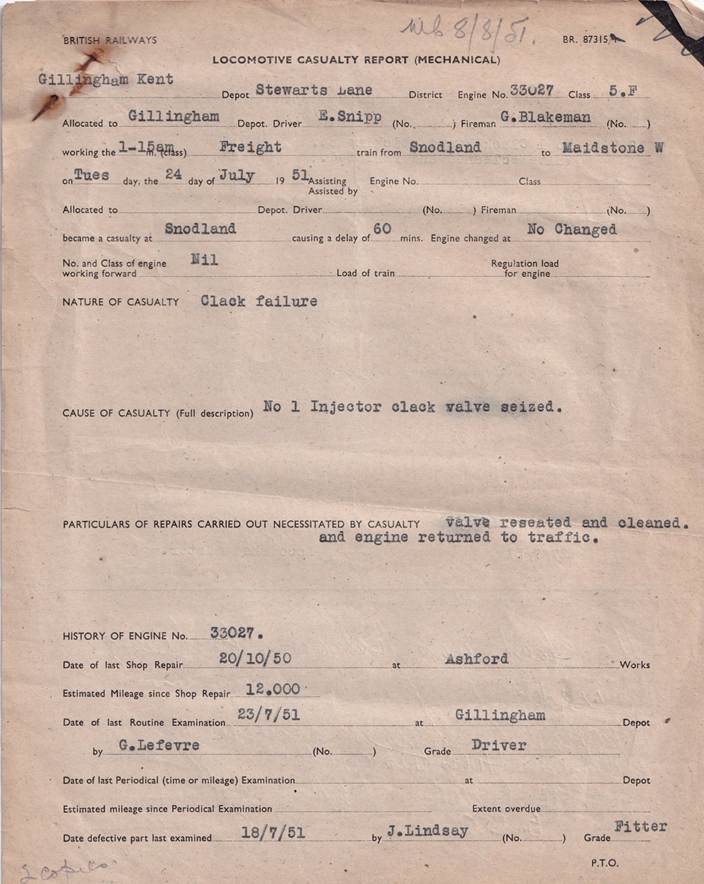 BRITISH RAILWAYS Wb 8/8/51. BR. 87315
LOCOMOTIVE CASUALTY REPORT (MECHANICAL)
Gillingham Kent Depot Stewarts Lane District Engine No. 33027 Class 5.F
Allocated to Gillingham Depot. Driver E.Snipp (No. ) Fireman G.Blakeman (No. )
working the 1-15am (class) Freight train from Snodland to Maidstone W
on Tues day, the 24 day of July 19 51 Assisting Engine No. Class
Assisted by
Allocated to Depot. Driver (No. ) Fireman (No. )
became a casualty at Snodland causing a delay of 60 mins. Engine changed at No Changed
No. and Class of engine Nil Regulation load
working forward Load of train for engine
NATURE OF CASUALTY Clack failure
CAUSE OF CASUALTY (Full description) No 1 Injector clack valve seized.
PARTICULARS OF REPAIRS CARRIED OUT NECESSITATED BY CASUALTY Valve reseated and cleaned.
and engine returned to traffic.
HISTORY OF ENGINE No. 33027.
Date of last Shop Repair 20/10/50 at Ashford Works
Estimated Mileage since Shop Repair 12.000
Date of last Routine Examination 23/7/51 at Gillingham Depot
by G.Lefevre (No. ) Grade Driver
Date of last Periodical (time or mileage) Examination at Depot
Estimated mileage since Periodical Examination Extent overdue
Date defective part last examined 18/7/51 by J.Lindsay (No. ) Grade Fitter
P.T.O.
2 copies